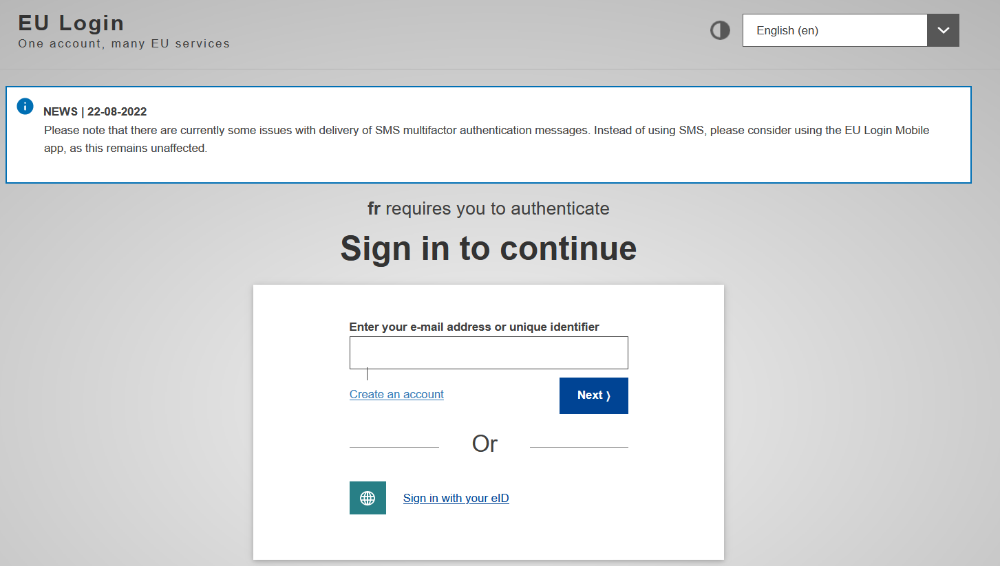 EU Login
One account, many EU services
English (en)
NEWS | 22-08-2022
Please note that there are currently some issues with delivery of SMS multifactor authentication messages. Instead of using SMS, please consider using the EU Login Mobile
app, as this remains unaffected.
fr requires you to authenticate
Sign in to continue
Enter your e-mail address or unique identifier
Create an account
Next ⟩
Or
Sign in with your eID